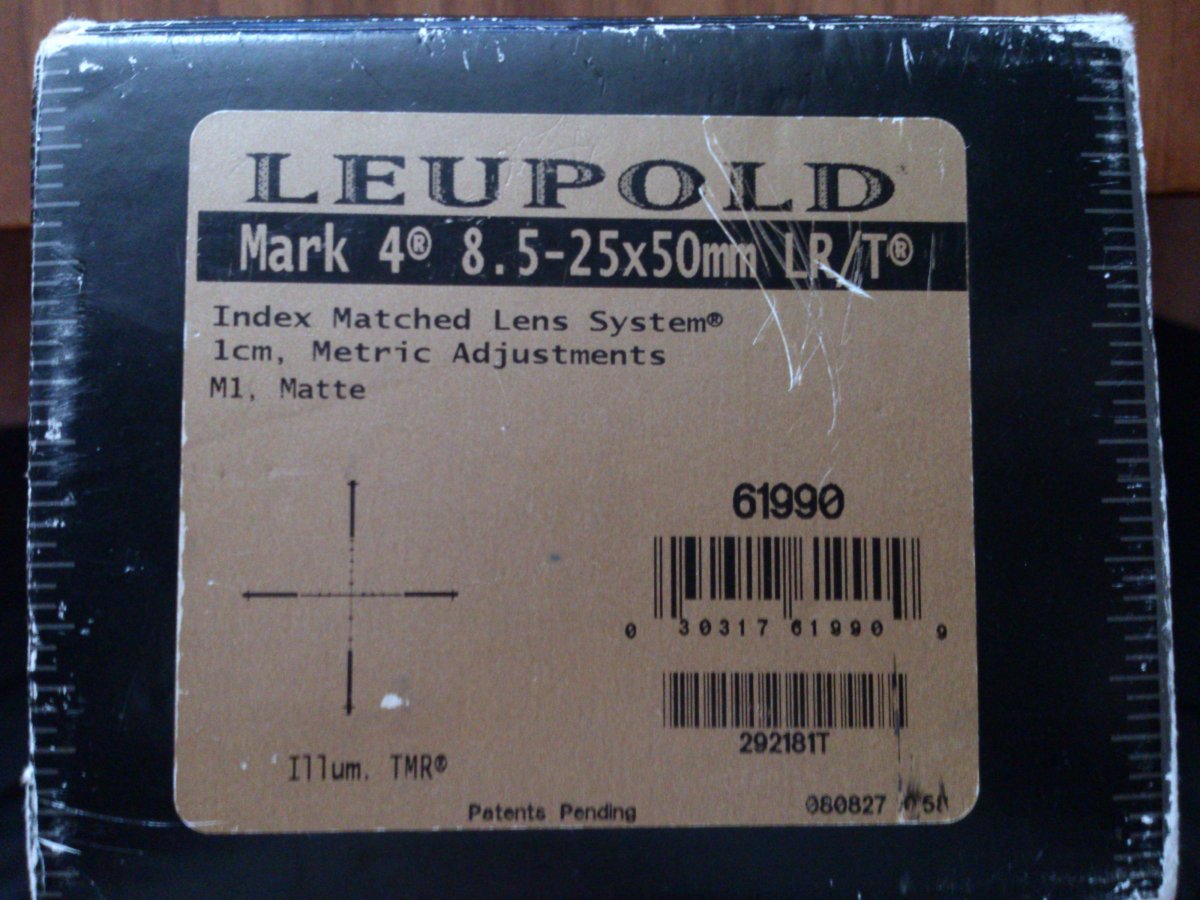 LEUPOLD
Mark 4® 8.5-25x50mm LR/T®
Index Matched Lens System®
1cm, Metric Adjustments
M1, Matte
61990
0 30317 61990 9
292181T
Illum. TMR®
Patents Pending
080827